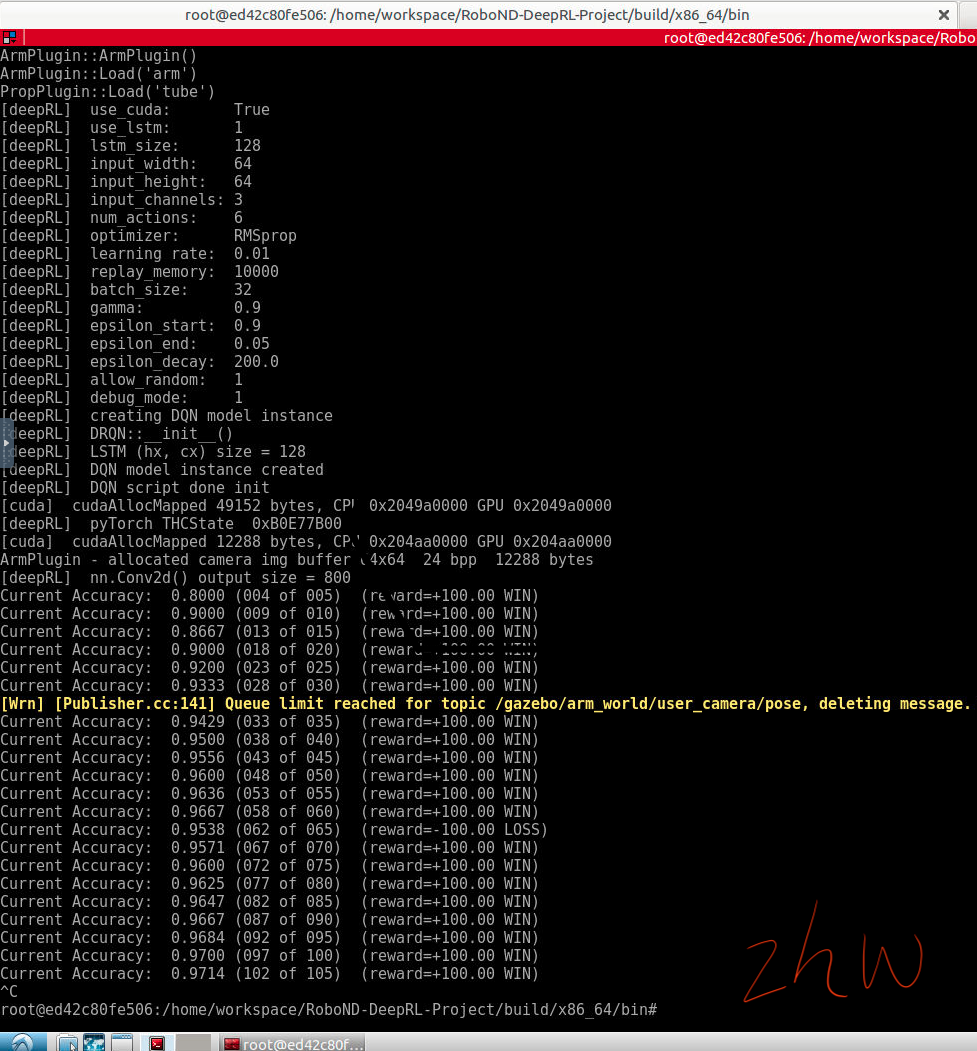 root@ed42c80fe506: /home/workspace/RoboND-DeepRL-Project/build/x86_64/bin
root@ed42c80fe506: /home/workspace/Robo
ArmPlugin::ArmPlugin()
ArmPlugin::Load('arm')
PropPlugin::Load('tube')
[deepRL]  use_cuda:       True
[deepRL]  use_lstm:       1
[deepRL]  lstm_size:      128
[deepRL]  input_width:    64
[deepRL]  input_height:   64
[deepRL]  input_channels: 3
[deepRL]  num_actions:    6
[deepRL]  optimizer:      RMSprop
[deepRL]  learning rate:  0.01
[deepRL]  replay_memory:  10000
[deepRL]  batch_size:     32
[deepRL]  gamma:          0.9
[deepRL]  epsilon_start:  0.9
[deepRL]  epsilon_end:    0.05
[deepRL]  epsilon_decay:  200.0
[deepRL]  allow_random:   1
[deepRL]  debug_mode:     1
[deepRL]  creating DQN model instance
[deepRL]  DRQN::__init__()
[deepRL]  LSTM (hx, cx) size = 128
[deepRL]  DQN model instance created
[deepRL]  DQN script done init
[cuda]  cudaAllocMapped 49152 bytes, CPU 0x2049a0000 GPU 0x2049a0000
[deepRL]  pyTorch THCState  0xB0E77B00
[cuda]  cudaAllocMapped 12288 bytes, CPU 0x204aa0000 GPU 0x204aa0000
ArmPlugin - allocated camera img buffer 64x64  24 bpp  12288 bytes
[deepRL]  nn.Conv2d() output size = 800
Current Accuracy:  0.8000 (004 of 005)  (reward=+100.00 WIN)
Current Accuracy:  0.9000 (009 of 010)  (reward=+100.00 WIN)
Current Accuracy:  0.8667 (013 of 015)  (reward=+100.00 WIN)
Current Accuracy:  0.9000 (018 of 020)  (reward=+100.00 WIN)
Current Accuracy:  0.9200 (023 of 025)  (reward=+100.00 WIN)
Current Accuracy:  0.9333 (028 of 030)  (reward=+100.00 WIN)
[Wrn] [Publisher.cc:141] Queue limit reached for topic /gazebo/arm_world/user_camera/pose, deleting message.
Current Accuracy:  0.9429 (033 of 035)  (reward=+100.00 WIN)
Current Accuracy:  0.9500 (038 of 040)  (reward=+100.00 WIN)
Current Accuracy:  0.9556 (043 of 045)  (reward=+100.00 WIN)
Current Accuracy:  0.9600 (048 of 050)  (reward=+100.00 WIN)
Current Accuracy:  0.9636 (053 of 055)  (reward=+100.00 WIN)
Current Accuracy:  0.9667 (058 of 060)  (reward=+100.00 WIN)
Current Accuracy:  0.9538 (062 of 065)  (reward=-100.00 LOSS)
Current Accuracy:  0.9571 (067 of 070)  (reward=+100.00 WIN)
Current Accuracy:  0.9600 (072 of 075)  (reward=+100.00 WIN)
Current Accuracy:  0.9625 (077 of 080)  (reward=+100.00 WIN)
Current Accuracy:  0.9647 (082 of 085)  (reward=+100.00 WIN)
Current Accuracy:  0.9667 (087 of 090)  (reward=+100.00 WIN)
Current Accuracy:  0.9684 (092 of 095)  (reward=+100.00 WIN)
Current Accuracy:  0.9700 (097 of 100)  (reward=+100.00 WIN)
Current Accuracy:  0.9714 (102 of 105)  (reward=+100.00 WIN)
zhw
^C
root@ed42c80fe506:/home/workspace/RoboND-DeepRL-Project/build/x86_64/bin#
root@ed42c80f...